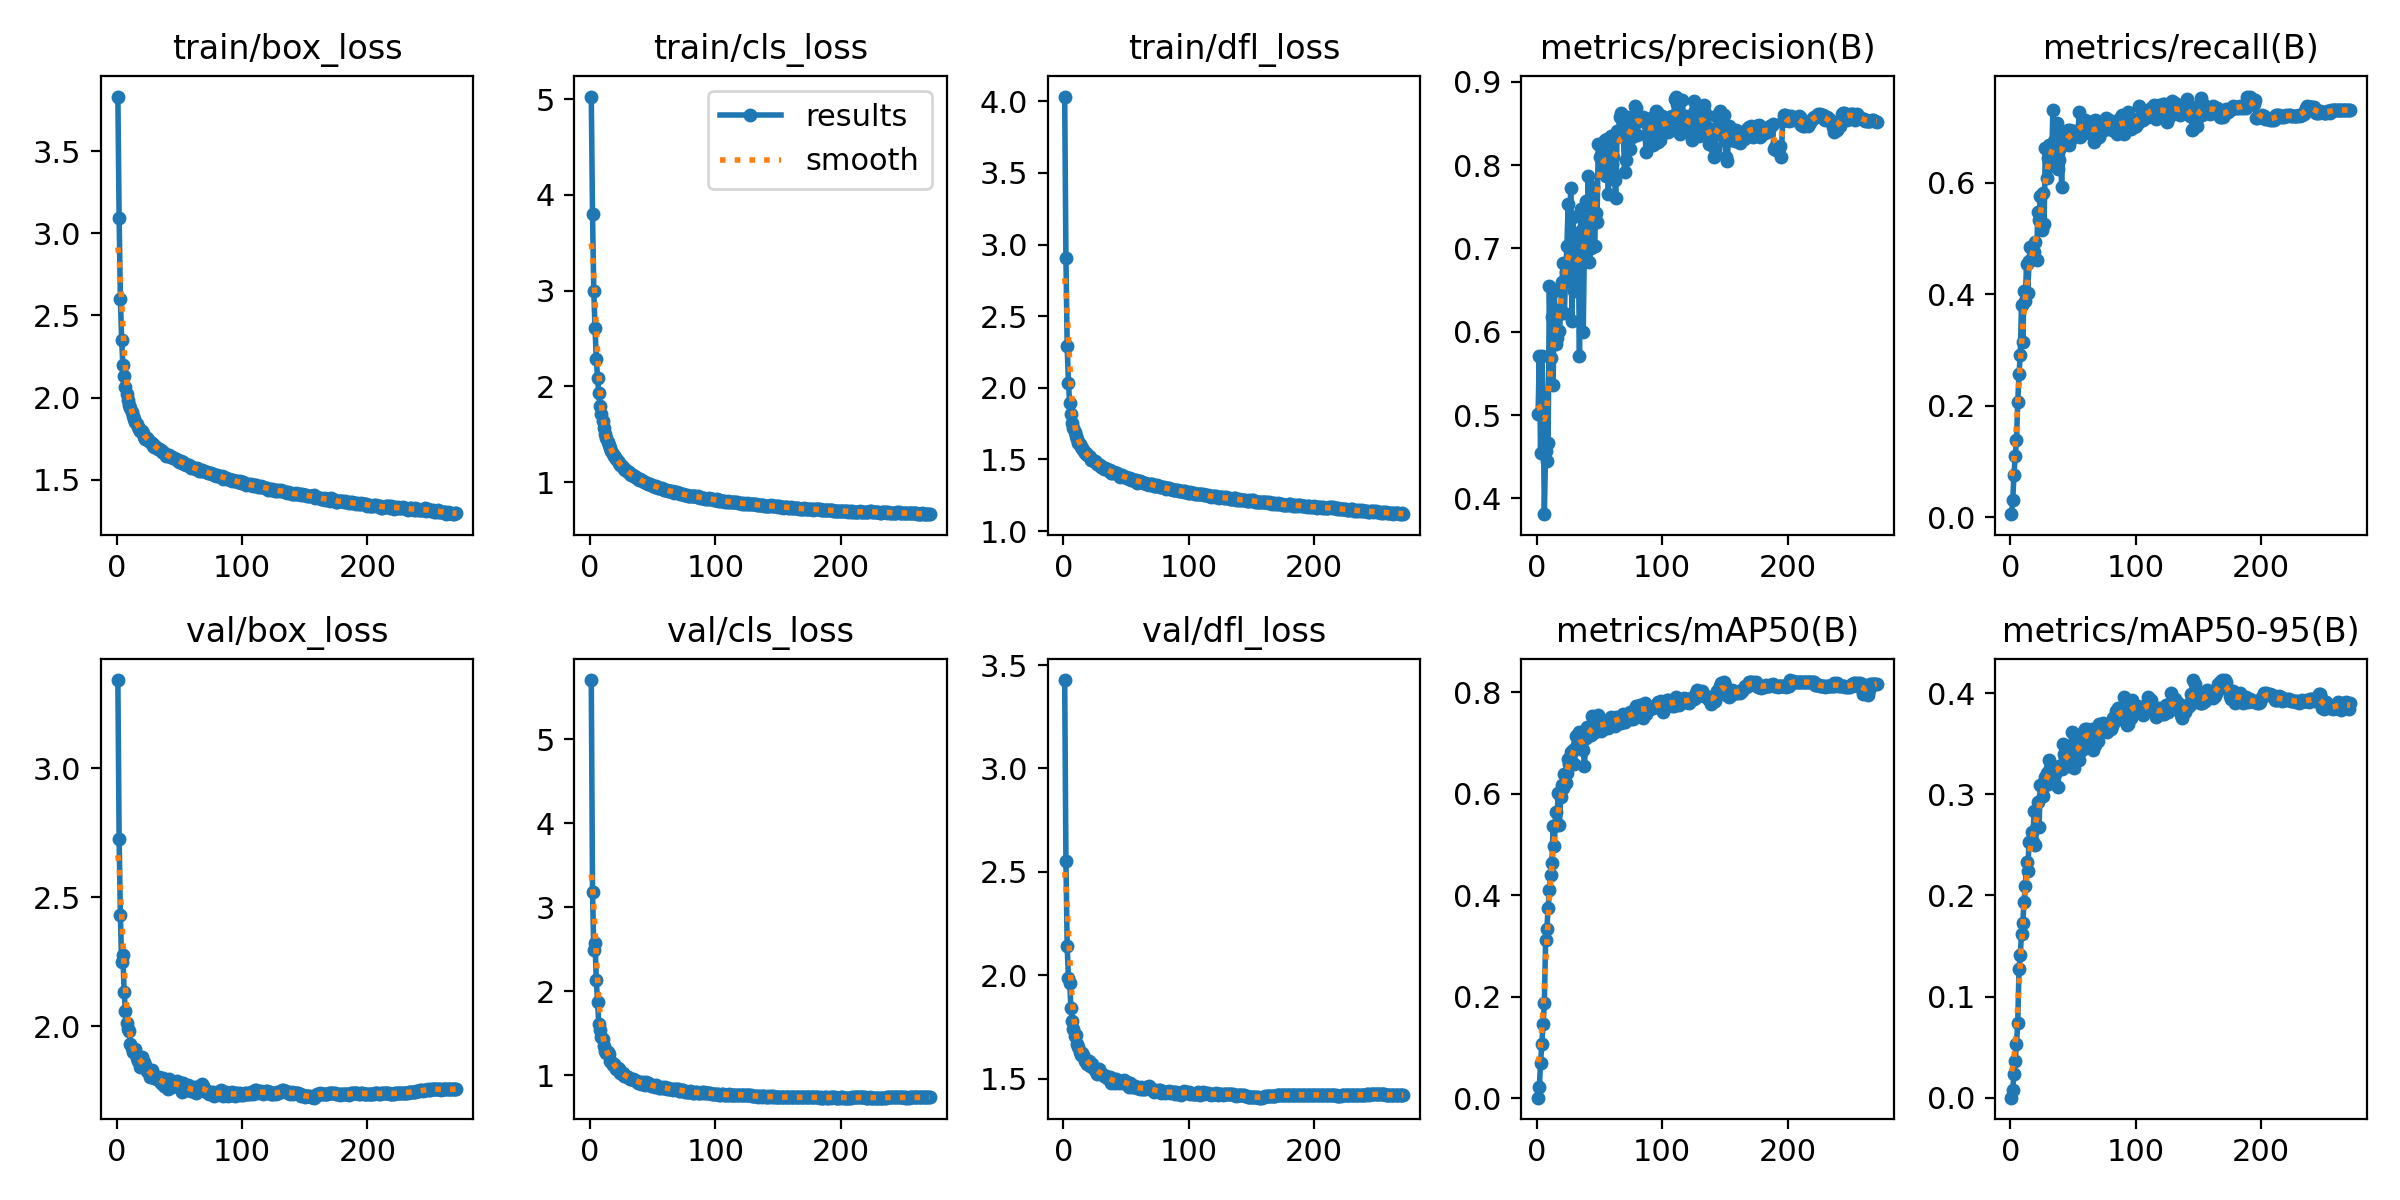 train/box_loss
3.5
3.0
2.5
2.0
1.5
0 100 200
train/cls_loss
results
smooth
5
4
3
2
1
0 100 200
train/dfl_loss
4.0
3.5
3.0
2.5
2.0
1.5
1.0
0 100 200
metrics/precision(B)
0.9
0.8
0.7
0.6
0.5
0.4
0 100 200
metrics/recall(B)
0.6
0.4
0.2
0.0
0 100 200
val/box_loss
3.0
2.5
2.0
0 100 200
val/cls_loss
5
4
3
2
1
0 100 200
val/dfl_loss
3.5
3.0
2.5
2.0
1.5
0 100 200
metrics/mAP50(B)
0.8
0.6
0.4
0.2
0.0
0 100 200
metrics/mAP50-95(B)
0.4
0.3
0.2
0.1
0.0
0 100 200